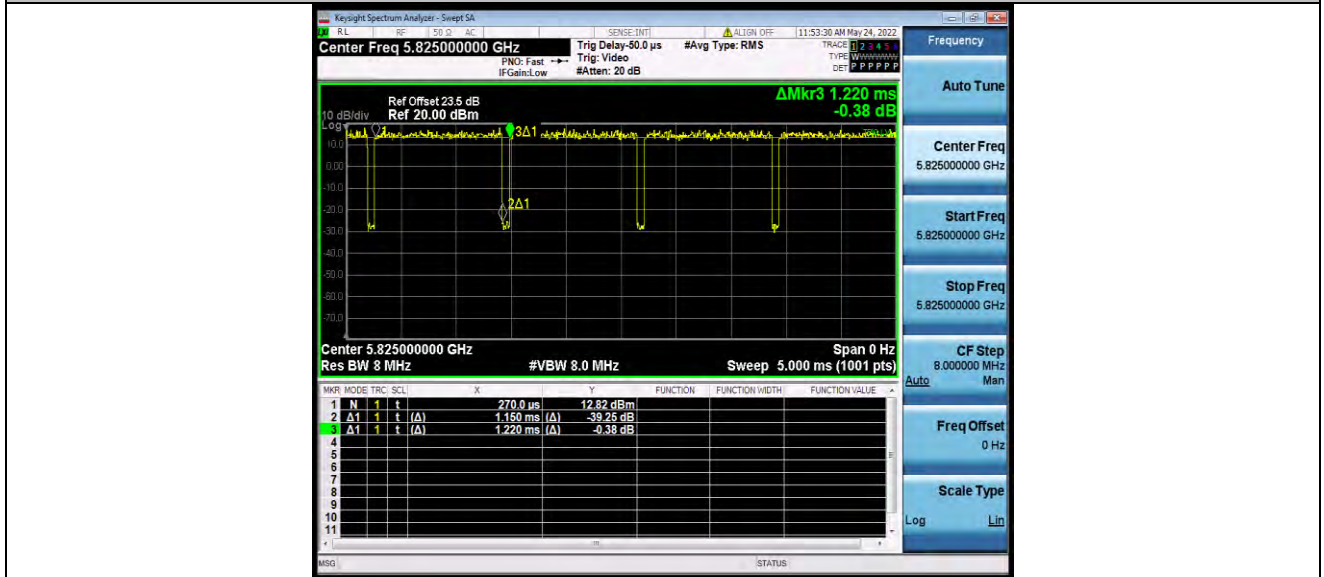 Keysight Spectrum Analyzer - Swept SA
RL RF 50 Ω AC SENSE:INT ALIGN OFF 11:53:30 AM May 24, 2022
Center Freq 5.825000000 GHz
PNO: Fast
IFGain:Low
Trig Delay-50.0 µs
Trig: Video
#Atten: 20 dB
#Avg Type: RMS
TRACE 1 2 3 4 5 6
TYPE WWWWWW
DET P P P P P P
ΔMkr3 1.220 ms
-0.38 dB
Ref Offset 23.5 dB
10 dB/div Ref 20.00 dBm
Log
1
3Δ1
2Δ1
10.0
0.00
-10.0
-20.0
-30.0
-40.0
-50.0
-60.0
-70.0
Center 5.825000000 GHz Span 0 Hz
Res BW 8 MHz #VBW 8.0 MHz Sweep 5.000 ms (1001 pts)
MKR MODE TRC SCL X Y FUNCTION FUNCTION WIDTH FUNCTION VALUE
1 N 1 t 270.0 µs 12.82 dBm
2 Δ1 1 t (Δ) 1.150 ms (Δ) -39.25 dB
3 Δ1 1 t (Δ) 1.220 ms (Δ) -0.38 dB
4
5
6
7
8
9
10
11
MSG STATUS
Frequency
Auto Tune
Center Freq
5.825000000 GHz
Start Freq
5.825000000 GHz
Stop Freq
5.825000000 GHz
CF Step
8.000000 MHz
Auto Man
Freq Offset
0 Hz
Scale Type
Log Lin